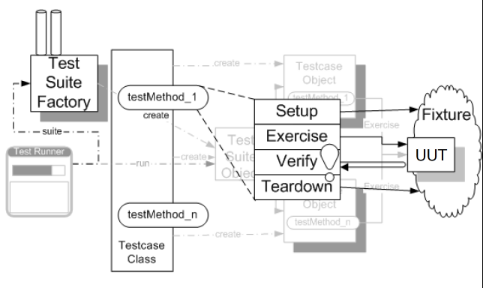 Test
Suite
Factory
suite
Test Runner
testMethod_1
create
run
create
testMethod_n
Testcase
Class
create
create
Test
Suite
Object
Testcase
Object
testMethod_1
Exercise
Setup
Exercise
Verify
Teardown
Exercise
Object
testMethod_n
Fixture
UUT